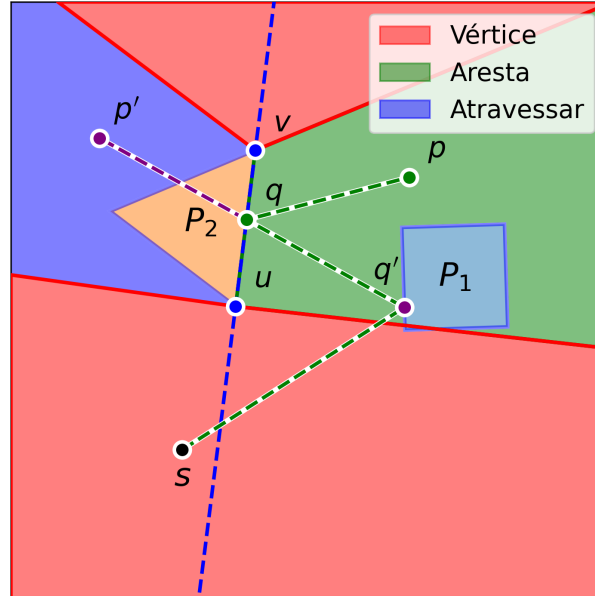 Vértice
Aresta
Atravessar
p′
v
p
q
P₂
u
q′
P₁
s